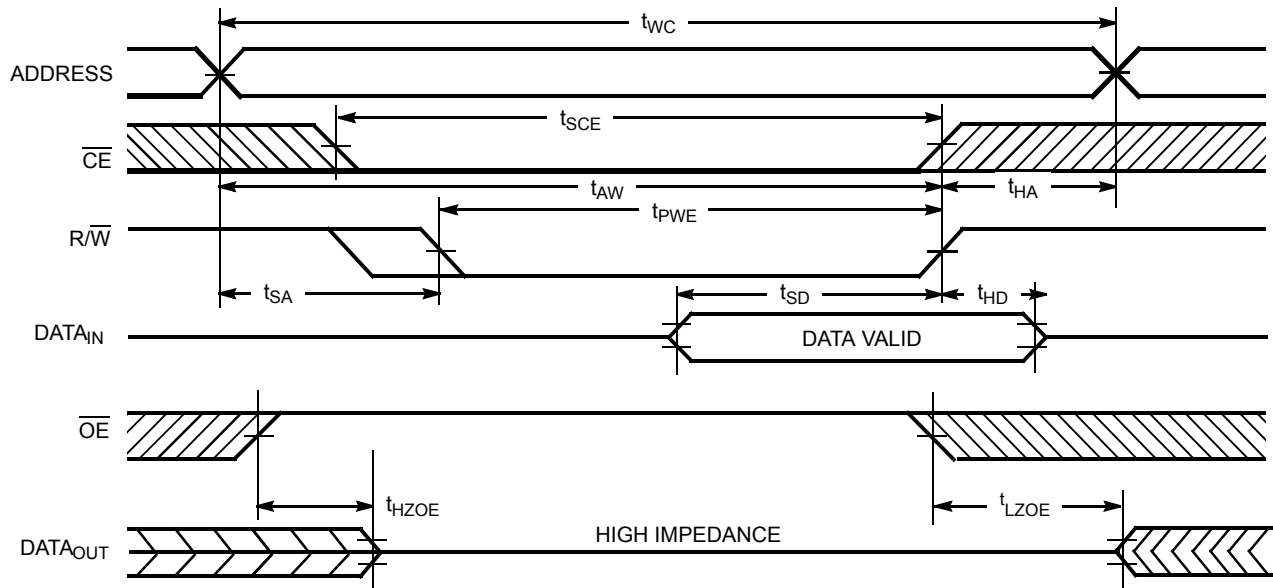 tWC
ADDRESS
tSCE
CE
tAW
tHA
tPWE
R/W
tSA
tSD
tHD
DATAIN
DATA VALID
OE
tHZOE
tLZOE
HIGH IMPEDANCE
DATAOUT